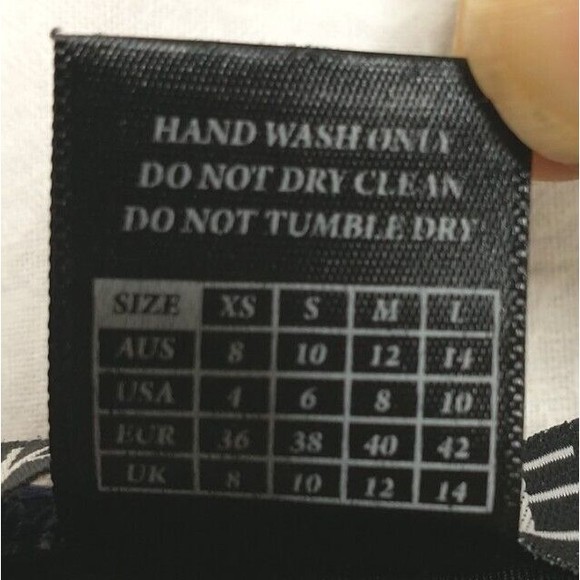 HAND WASH ONLY
DO NOT DRY CLEAN
DO NOT TUMBLE DRY
SIZE XS S M L
AUS 8 10 12 14
USA 4 6 8 10
EUR 36 38 40 42
UK 8 10 12 14